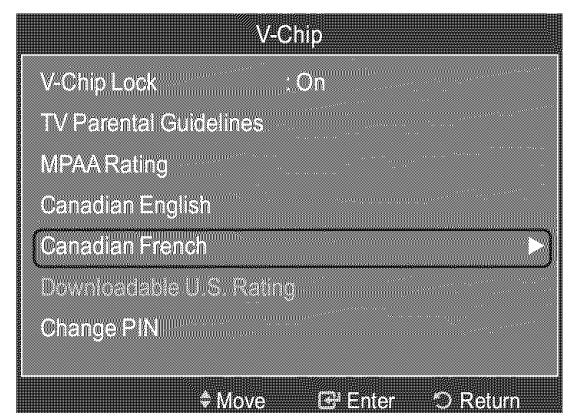 V-Chip
V-Chip Lock : On
TV Parental Guidelines
MPAA Rating
Canadian English
Canadian French
Downloadable U.S. Rating
Change PIN
Move Enter Return